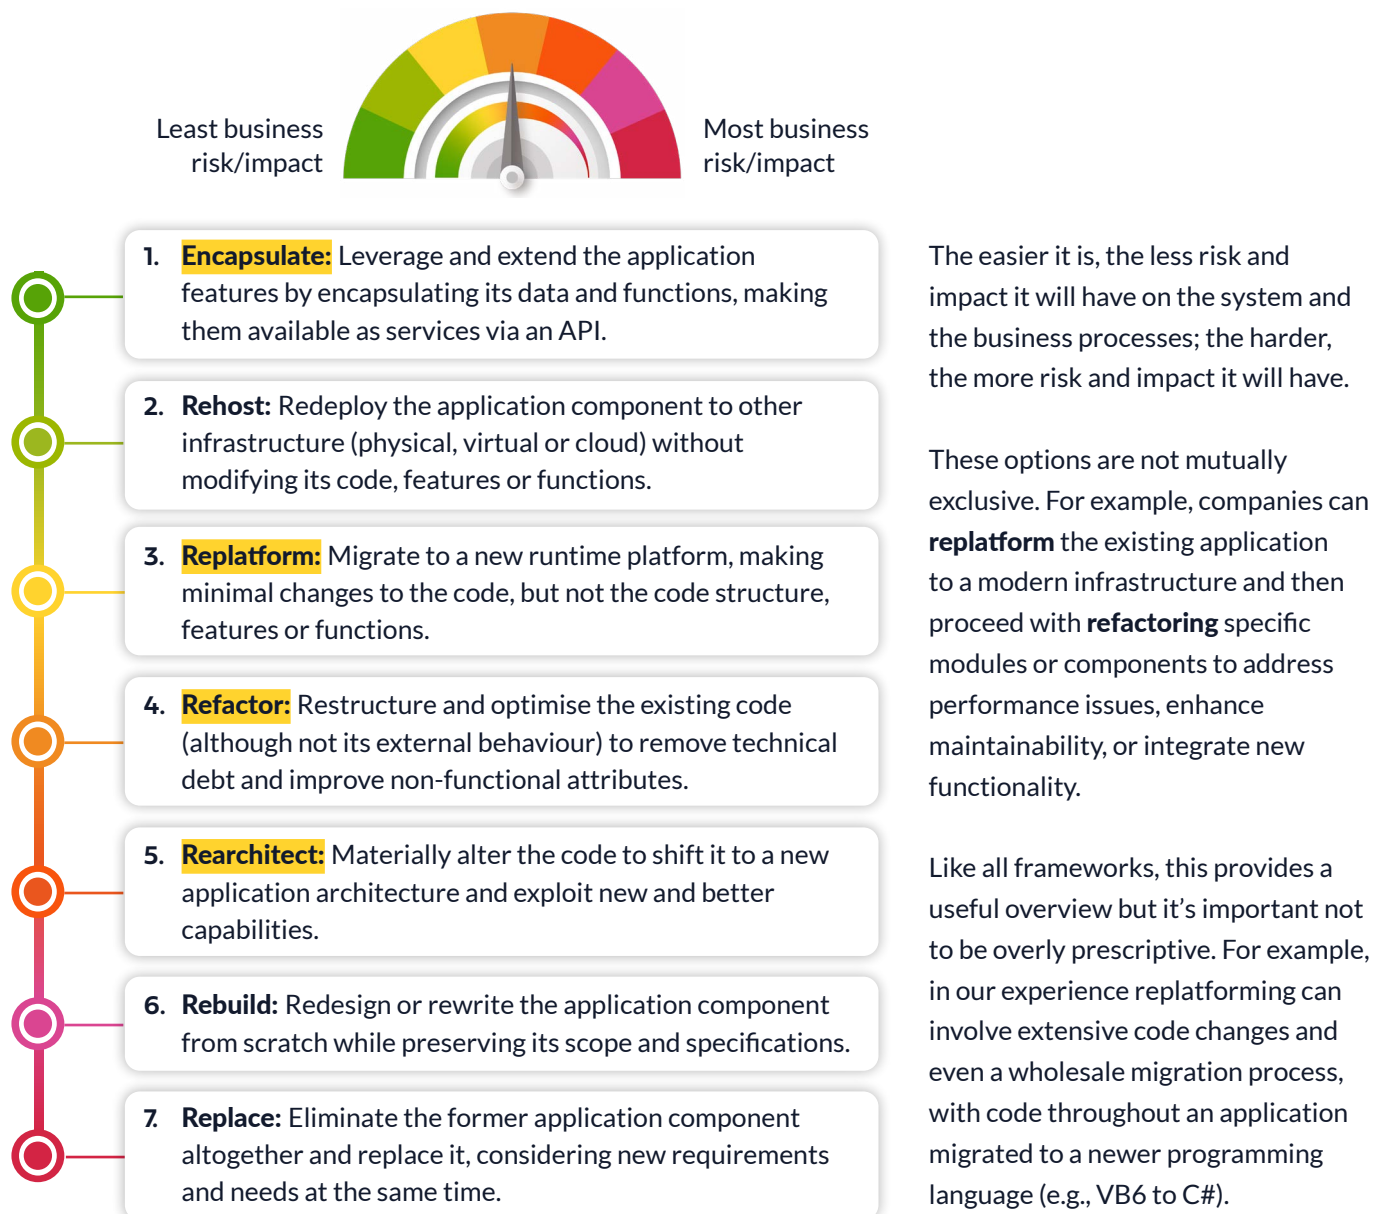 Least business
risk/impact
Most business
risk/impact
1. Encapsulate: Leverage and extend the application
features by encapsulating its data and functions, making
them available as services via an API.
2. Rehost: Redeploy the application component to other
infrastructure (physical, virtual or cloud) without
modifying its code, features or functions.
3. Replatform: Migrate to a new runtime platform, making
minimal changes to the code, but not the code structure,
features or functions.
4. Refactor: Restructure and optimise the existing code
(although not its external behaviour) to remove technical
debt and improve non-functional attributes.
5. Rearchitect: Materially alter the code to shift it to a new
application architecture and exploit new and better
capabilities.
6. Rebuild: Redesign or rewrite the application component
from scratch while preserving its scope and specifications.
7. Replace: Eliminate the former application component
altogether and replace it, considering new requirements
and needs at the same time.
The easier it is, the less risk and
impact it will have on the system and
the business processes; the harder,
the more risk and impact it will have.
These options are not mutually
exclusive. For example, companies can
replatform the existing application
to a modern infrastructure and then
proceed with refactoring specific
modules or components to address
performance issues, enhance
maintainability, or integrate new
functionality.
Like all frameworks, this provides a
useful overview but it’s important not
to be overly prescriptive. For example,
in our experience replatforming can
involve extensive code changes and
even a wholesale migration process,
with code throughout an application
migrated to a newer programming
language (e.g., VB6 to C#).